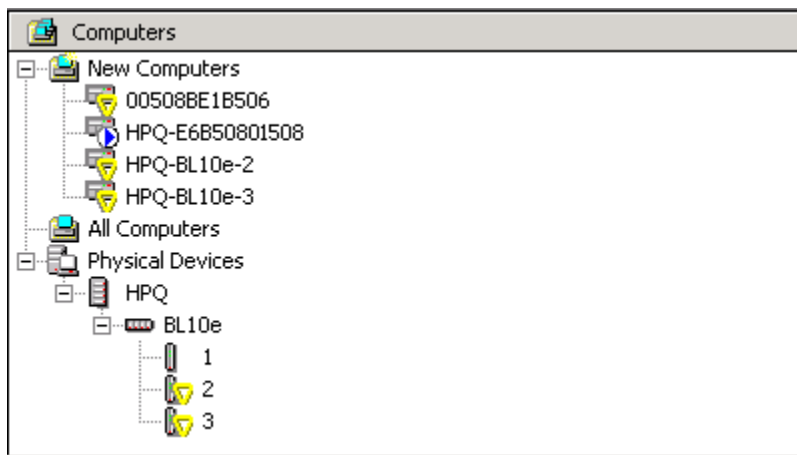 Computers
New Computers
00508BE1B506
HPQ-E6B50801508
HPQ-BL10e-2
HPQ-BL10e-3
All Computers
Physical Devices
HPQ
BL10e
1
2
3